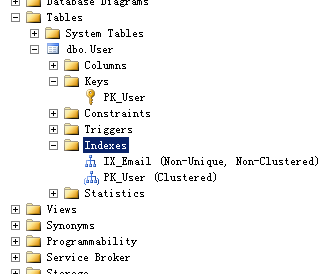 Database Diagrams
Tables
System Tables
dbo.User
Columns
Keys
PK_User
Constraints
Triggers
Indexes
IX_Email (Non-Unique, Non-Clustered)
PK_User (Clustered)
Statistics
Views
Synonyms
Programmability
Service Broker
Storage